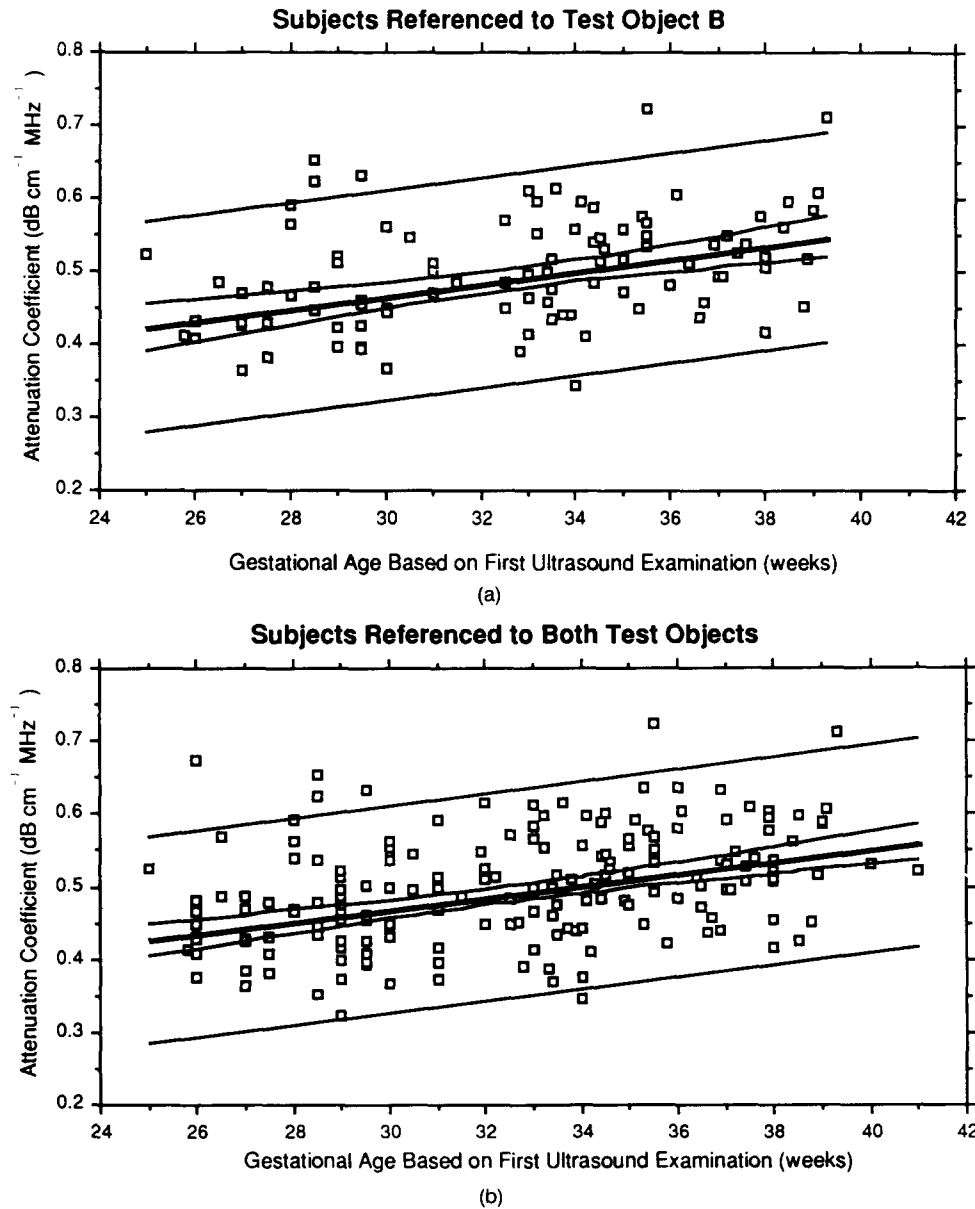 Subjects Referenced to Test Object B
Attenuation Coefficient (dB cm⁻¹ MHz⁻¹)
0.8
0.7
0.6
0.5
0.4
0.3
0.2
24 26 28 30 32 34 36 38 40 42
Gestational Age Based on First Ultrasound Examination (weeks)
(a)
Subjects Referenced to Both Test Objects
Attenuation Coefficient (dB cm⁻¹ MHz⁻¹)
0.8
0.7
0.6
0.5
0.4
0.3
0.2
24 26 28 30 32 34 36 38 40 42
Gestational Age Based on First Ultrasound Examination (weeks)
(b)